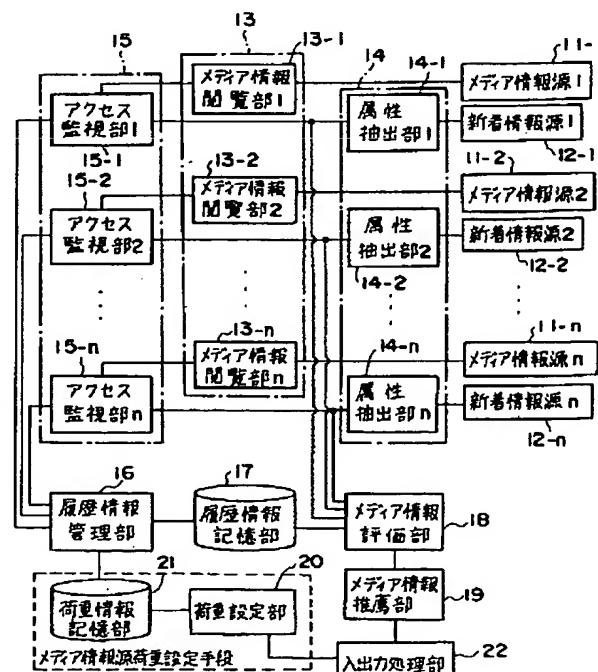 13
15
13-1
14
14-1
11-
メディア情報
閲覧部1
メディア情報源1
アクセス
監視部1
属性
抽出部1
新着情報源1
15-1
12-1
13-2
11-2
15-2
メディア情報
閲覧部2
メディア情報源2
アクセス
監視部2
属性
抽出部2
新着情報源2
14-2
12-2
13-n
14-n
11-n
15-n
メディア情報
閲覧部n
メディア情報源n
アクセス
監視部n
属性
抽出部n
新着情報源n
12-n
16
17
履歴情報
管理部
履歴情報
記憶部
メディア情報
評価部
18
21
20
荷重情報
記憶部
荷重設定部
メディア情報
推薦部
19
メディア情報源荷重設定手段
入出力処理部
22